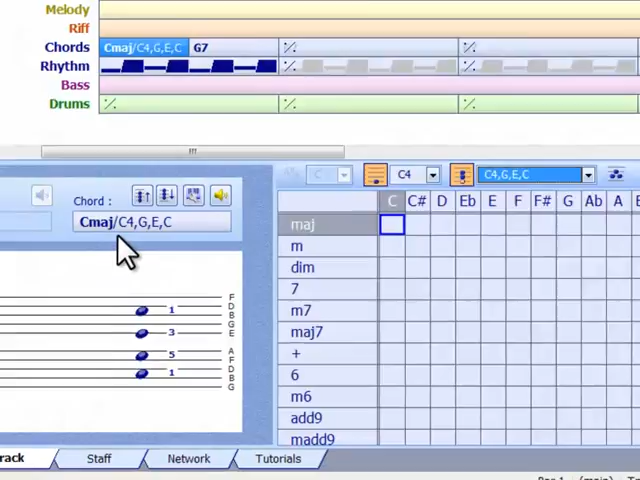 Melody
Riff
Chords Cmaj/C4,G,E,C G7
Rhythm
Bass
Drums
C C4 C4,G,E,C
Chord :
Cmaj/C4,G,E,C
C C# D Eb E F F# G Ab A
maj
m
dim
7
m7
maj7
+
6
m6
add9
madd9
F
D
B
G
E
A
F
D
B
G
1
3
5
1
rack Staff Network Tutorials